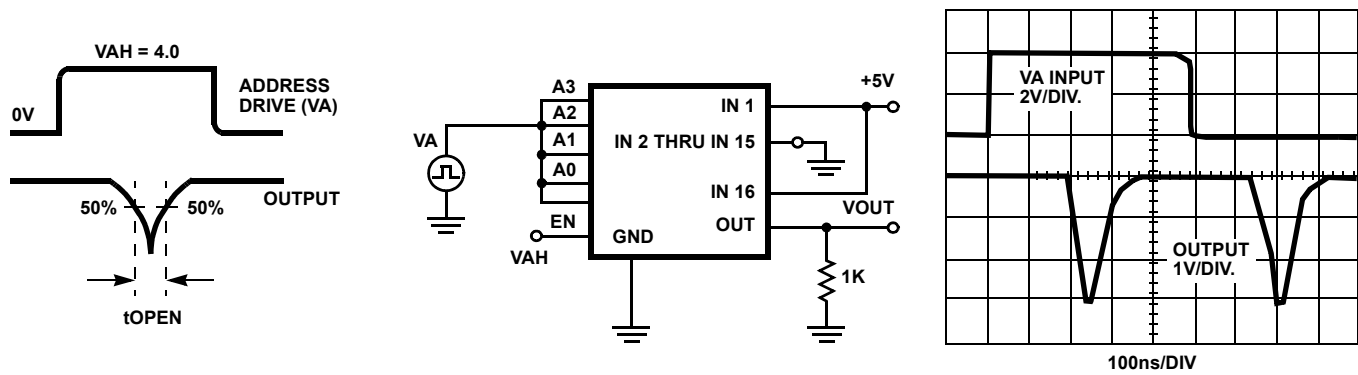 VAH = 4.0
0V
ADDRESS
DRIVE (VA)
50%
50%
OUTPUT
tOPEN
A3
A2
A1
A0
VA
EN
VAH
GND
IN 1
IN 2 THRU IN 15
IN 16
OUT
+5V
VOUT
1K
VA INPUT
2V/DIV.
OUTPUT
1V/DIV.
100ns/DIV